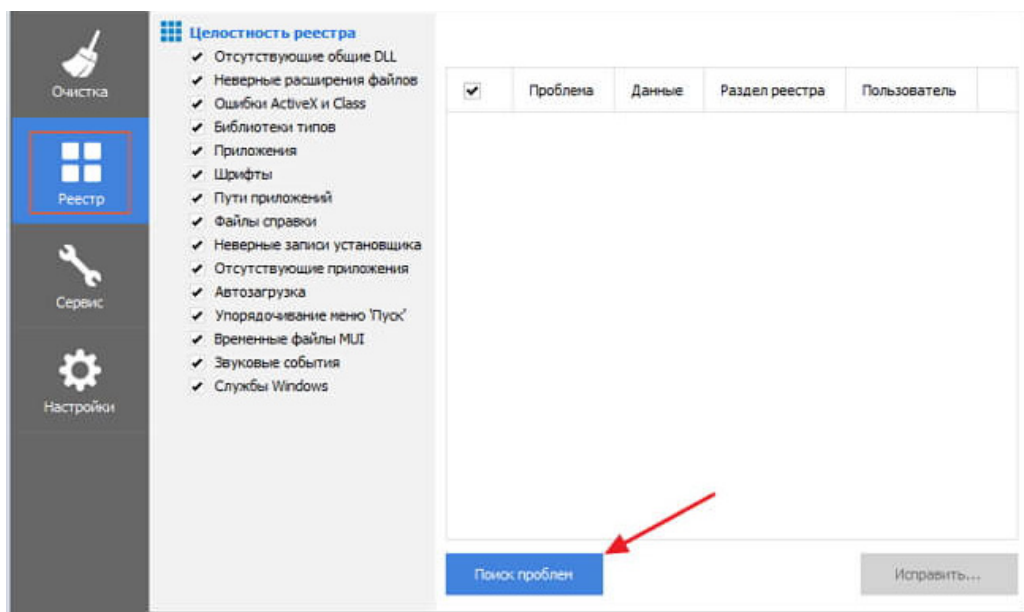 Очистка
Реестр
Сервис
Настройки
Целостность реестра
Отсутствующие общие DLL
Неверные расширения файлов
Ошибки ActiveX и Class
Библиотеки типов
Приложения
Шрифты
Пути приложений
Файлы справки
Неверные записи установщика
Отсутствующие приложения
Автозагрузка
Упорядочивание меню 'Пуск'
Временные файлы MUI
Звуковые события
Службы Windows
Проблема Данные Раздел реестра Пользователь
Поиск проблем
Исправить...